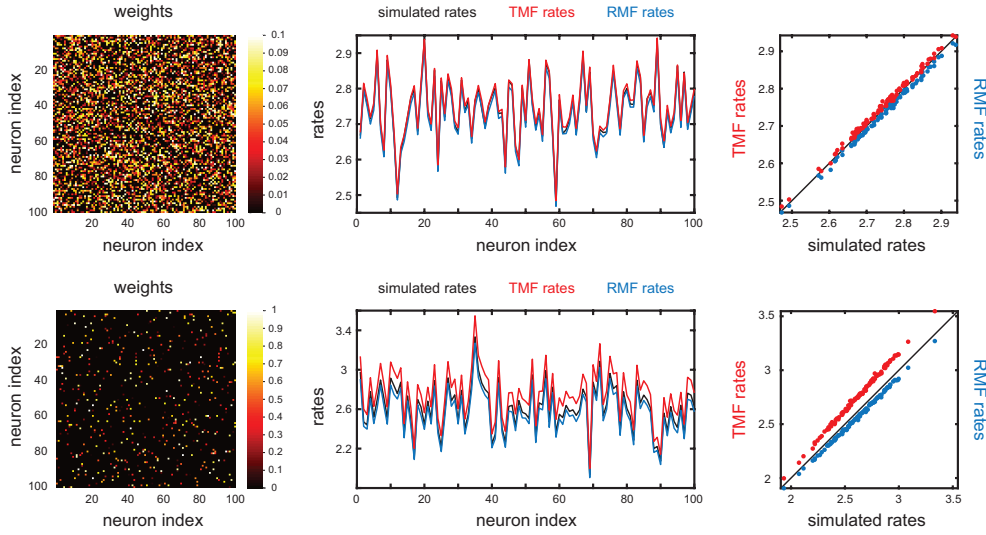 weights
simulated rates TMF rates RMF rates
0.1
0.09
0.08
0.07
0.06
0.05
0.04
0.03
0.02
0.01
0
neuron index
20
40
60
80
100
20 40 60 80 100
neuron index
rates
2.9
2.8
2.7
2.6
2.5
0 20 40 60 80 100
neuron index
TMF rates
2.9
2.8
2.7
2.6
2.5
2.5 2.6 2.7 2.8 2.9
simulated rates
RMF rates
weights
simulated rates TMF rates RMF rates
1
0.9
0.8
0.7
0.6
0.5
0.4
0.3
0.2
0.1
0
neuron index
20
40
60
80
100
20 40 60 80 100
neuron index
rates
3.4
3
2.6
2.2
0 20 40 60 80 100
neuron index
TMF rates
3.5
3
2.5
2
2 2.5 3 3.5
simulated rates
RMF rates